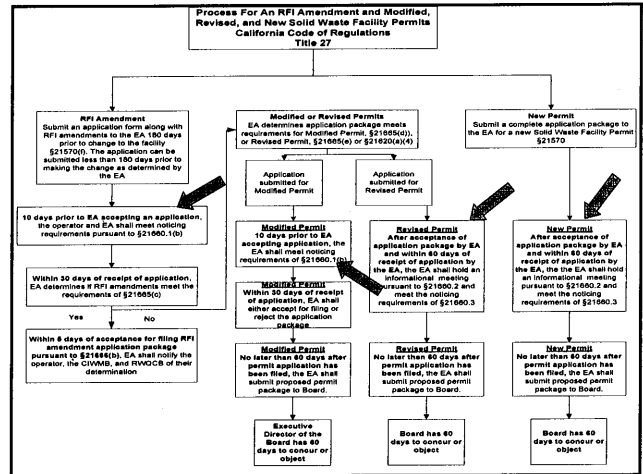 Process For An RFI Amendment and Modified,
Revised, and New Solid Waste Facility Permits
California Code of Regulations
Title 27
RFI Amendment
Submit an application form along with
RFI amendments to the EA 180 days
prior to change to the facility
§21570(f). The application can be
submitted less than 180 days prior to
making the change as determined by
the EA
10 days prior to EA accepting an application,
the operator and EA shall meet noticing
requirements pursuant to §21660.1(b)
Within 30 days of receipt of application,
EA determines if RFI amendments meet
the requirements of §21665(c)
Yes
No
Within 5 days of acceptance for filing RFI
amendment application package
pursuant to §21666(b), EA shall notify the
operator, the CIWMB, and RWQCB of their
determination
Modified or Revised Permits
EA determines application package meets
requirements for Modified Permit, §21665(d)),
or Revised Permit, §21665(e) or §21620(a)(4)
Application
submitted for
Modified Permit
Application
submitted for
Revised Permit
Modified Permit
10 days prior to EA
accepting application, the
EA shall meet noticing
requirements of §21660.1(b)
Modified Permit
Within 30 days of receipt
of application, EA shall
either accept for filing or
reject the application
package
Modified Permit
No later than 60 days after
permit application has
been filed, the EA shall
submit proposed permit
package to Board.
Executive
Director of the
Board has 60
days to concur or
object
Revised Permit
After acceptance of
application package by EA
and within 60 days of
receipt of application by
the EA, the EA shall hold an
informational meeting
pursuant to §21660.2 and
meet the noticing
requirements of §21660.3
Revised Permit
No later than 60 days after
permit application has
been filed, the EA shall
submit proposed permit
package to Board.
Board has 60
days to concur or
object
New Permit
Submit a complete application package to
the EA for a new Solid Waste Facility Permit
§21570
New Permit
After acceptance of
application package by EA
and within 60 days of
receipt of application by
the EA, the the EA shall hold
an informational meeting
pursuant to §21660.2 and
meet the noticing
requirements of §21660.3
New Permit
No later than 60 days after
permit application has
been filed, the EA shall
submit proposed permit
package to Board.
Board has 60
days to concur or
object